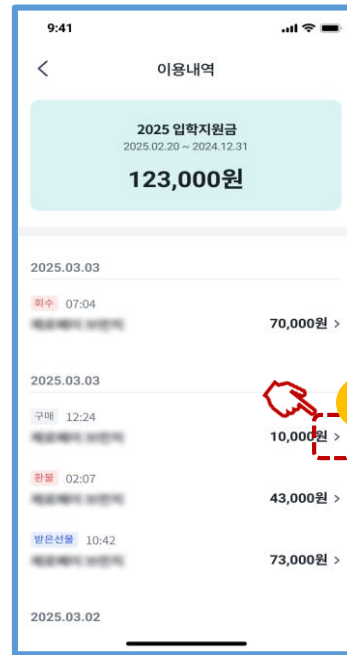 9:41
이용내역
2025 입학지원금
2025.02.20 ~ 2024.12.31
123,000원
2025.03.03
회수 07:04
70,000원 >
2025.03.03
구매 12:24
10,000원 >
환불 02:07
43,000원 >
받은선물 10:42
73,000원 >
2025.03.02